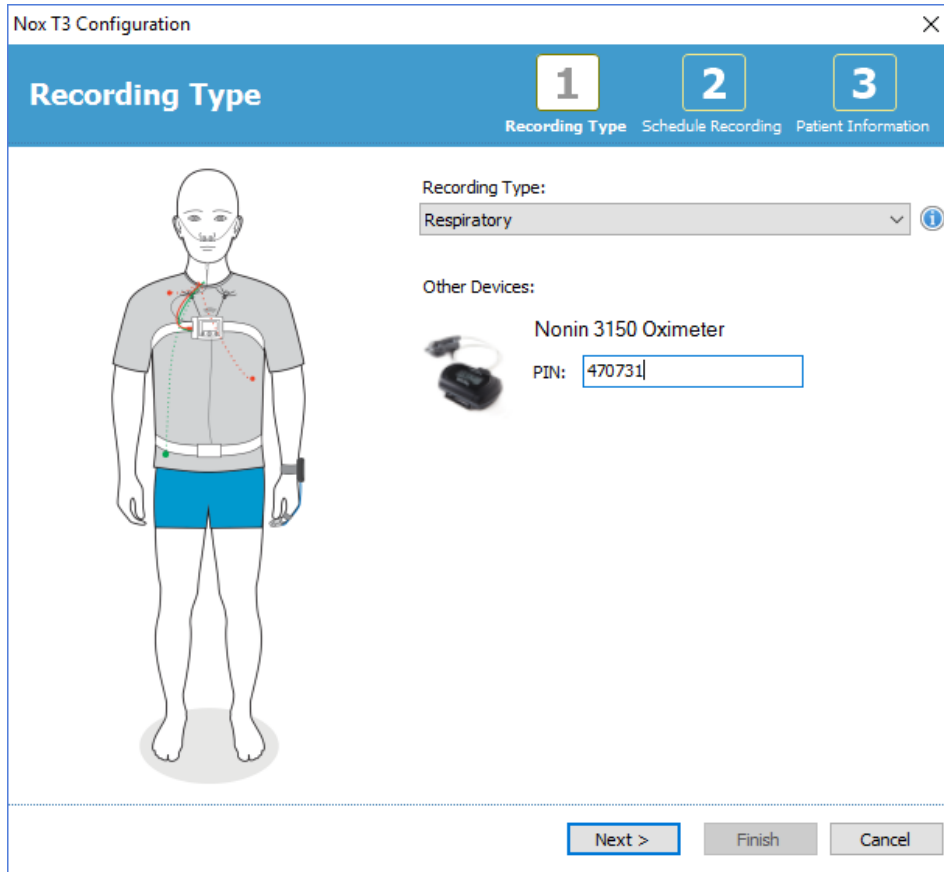 Nox T3 Configuration
Recording Type
1
2
3
Recording Type
Schedule Recording
Patient Information
Recording Type:
Respiratory
Other Devices:
Nonin 3150 Oximeter
PIN: 470731
Next >
Finish
Cancel